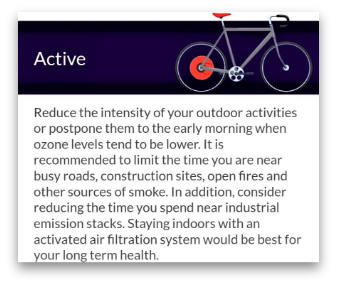 Active
Reduce the intensity of your outdoor activities
or postpone them to the early morning when
ozone levels tend to be lower. It is
recommended to limit the time you are near
busy roads, construction sites, open fires and
other sources of smoke. In addition, consider
reducing the time you spend near industrial
emission stacks. Staying indoors with an
activated air filtration system would be best for
your long term health.